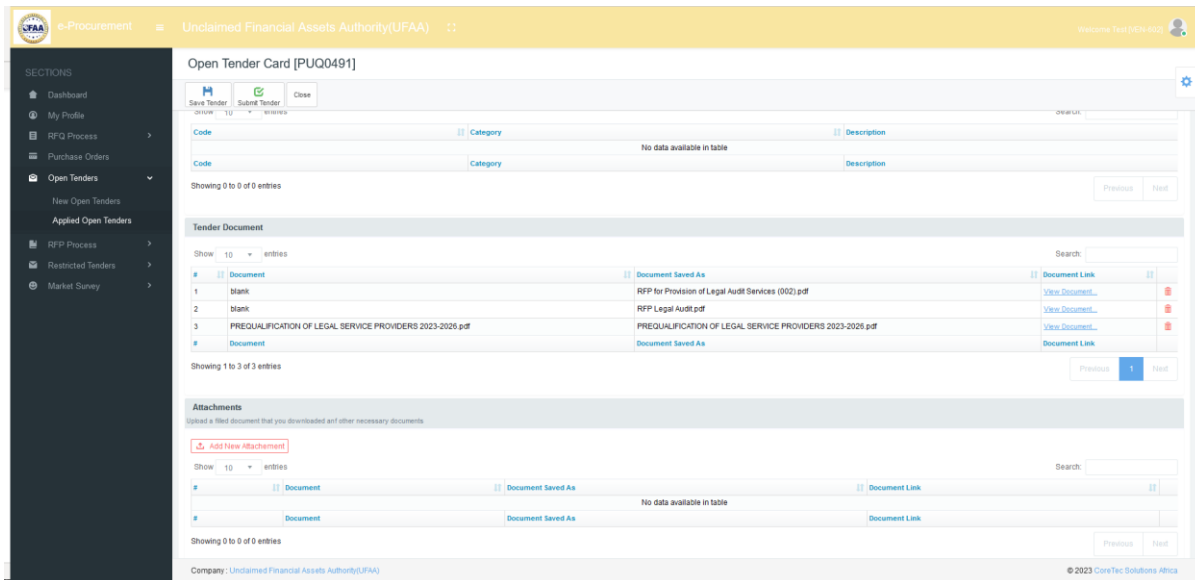 UFAA
e-Procurement
Unclaimed Financial Assets Authority(UFAA)
Welcome Test [VEN-602]
SECTIONS
Dashboard
My Profile
RFQ Process
Purchase Orders
Open Tenders
New Open Tenders
Applied Open Tenders
RFP Process
Restricted Tenders
Market Survey
Open Tender Card [PUQ0491]
Save Tender Submit Tender Close
Show 10 entries Search:
Code Category Description
No data available in table
Code Category Description
Showing 0 to 0 of 0 entries Previous Next
Tender Document
Show 10 entries Search:
# Document Document Saved As Document Link
1 blank RFP for Provision of Legal Audit Services (002).pdf View Document...
2 blank RFP Legal Audit.pdf View Document...
3 PREQUALIFICATION OF LEGAL SERVICE PROVIDERS 2023-2026.pdf PREQUALIFICATION OF LEGAL SERVICE PROVIDERS 2023-2026.pdf View Document...
# Document Document Saved As Document Link
Showing 1 to 3 of 3 entries Previous 1 Next
Attachments
Upload a filled document that you downloaded anf other necessary documents
Add New Attachement
Show 10 entries Search:
# Document Document Saved As Document Link
No data available in table
# Document Document Saved As Document Link
Showing 0 to 0 of 0 entries Previous Next
Company : Unclaimed Financial Assets Authority(UFAA) © 2023 CoreTec Solutions Africa